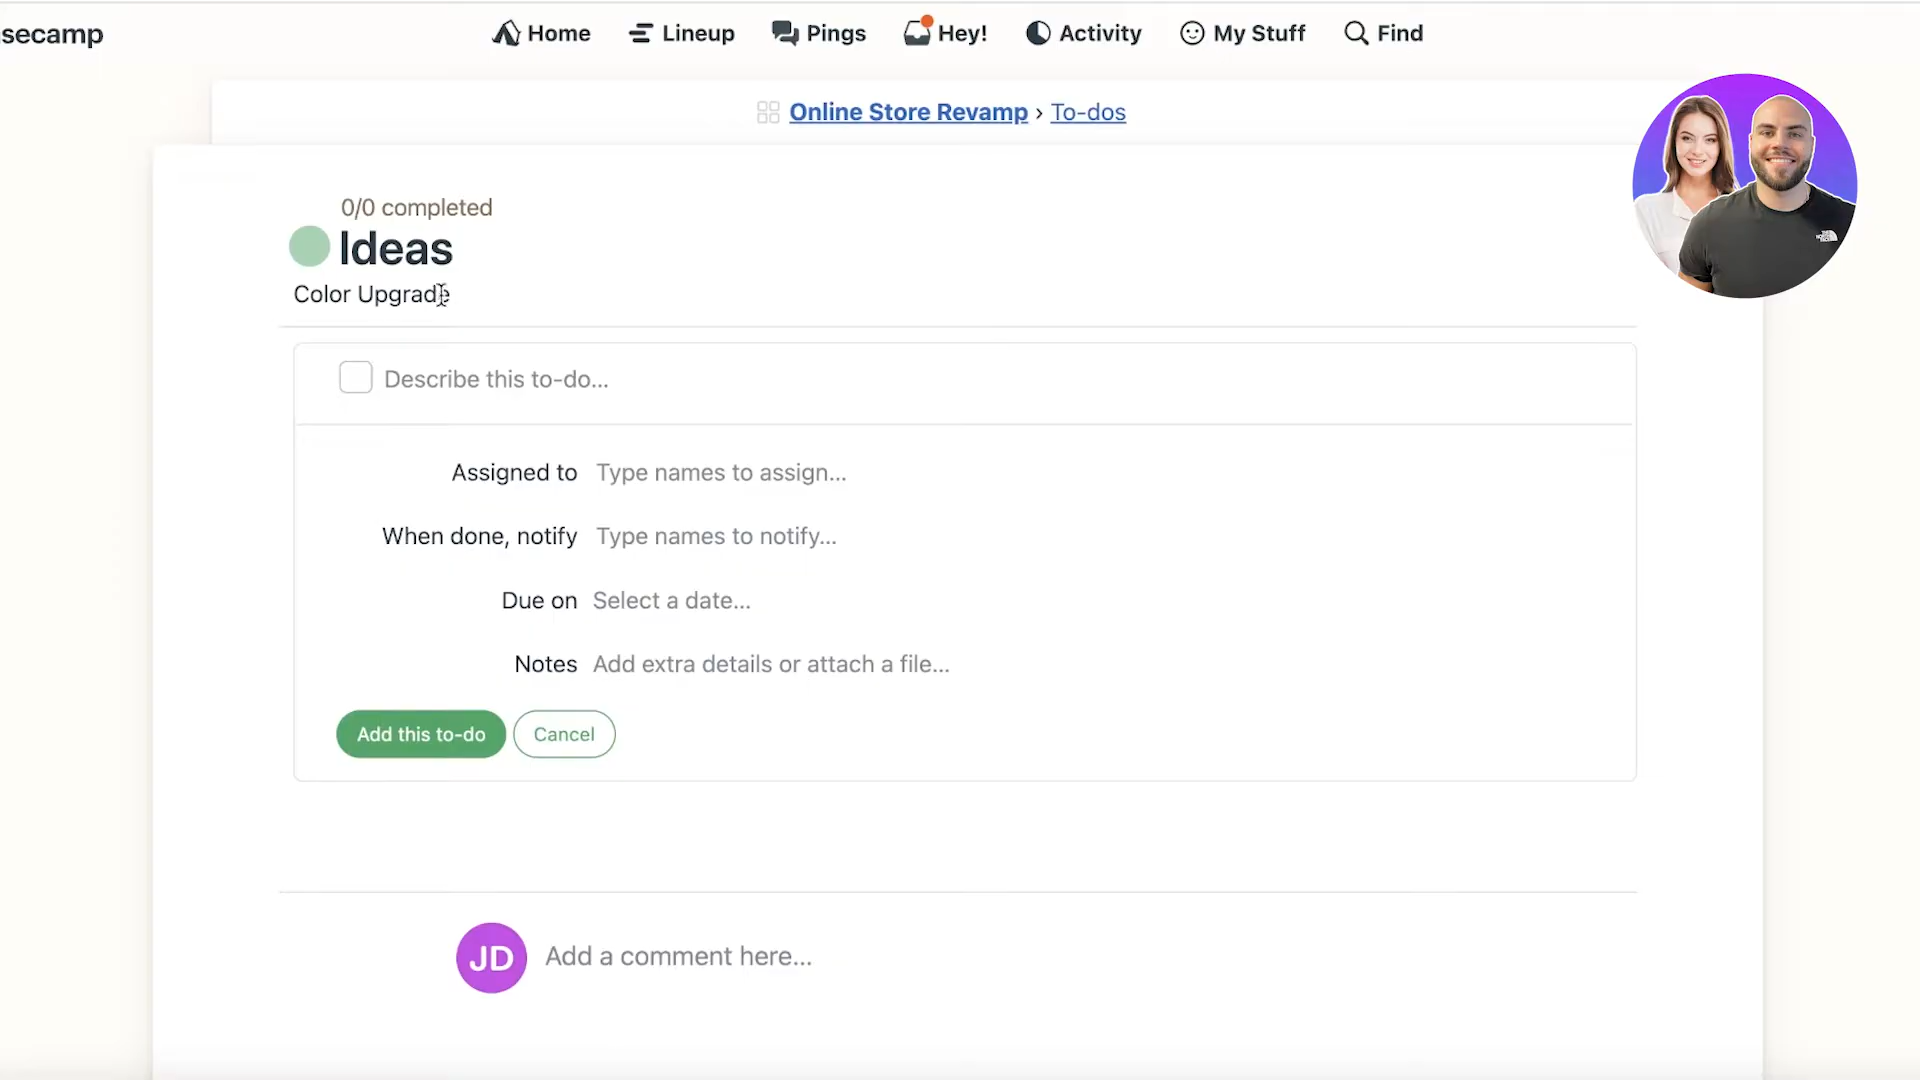 secamp
Home Lineup Pings Hey! Activity My Stuff Find
Online Store Revamp › To-dos
0/0 completed
Ideas
Color Upgrade
Describe this to-do...
Assigned to Type names to assign...
When done, notify Type names to notify...
Due on Select a date...
Notes Add extra details or attach a file...
Add this to-do Cancel
JD Add a comment here...